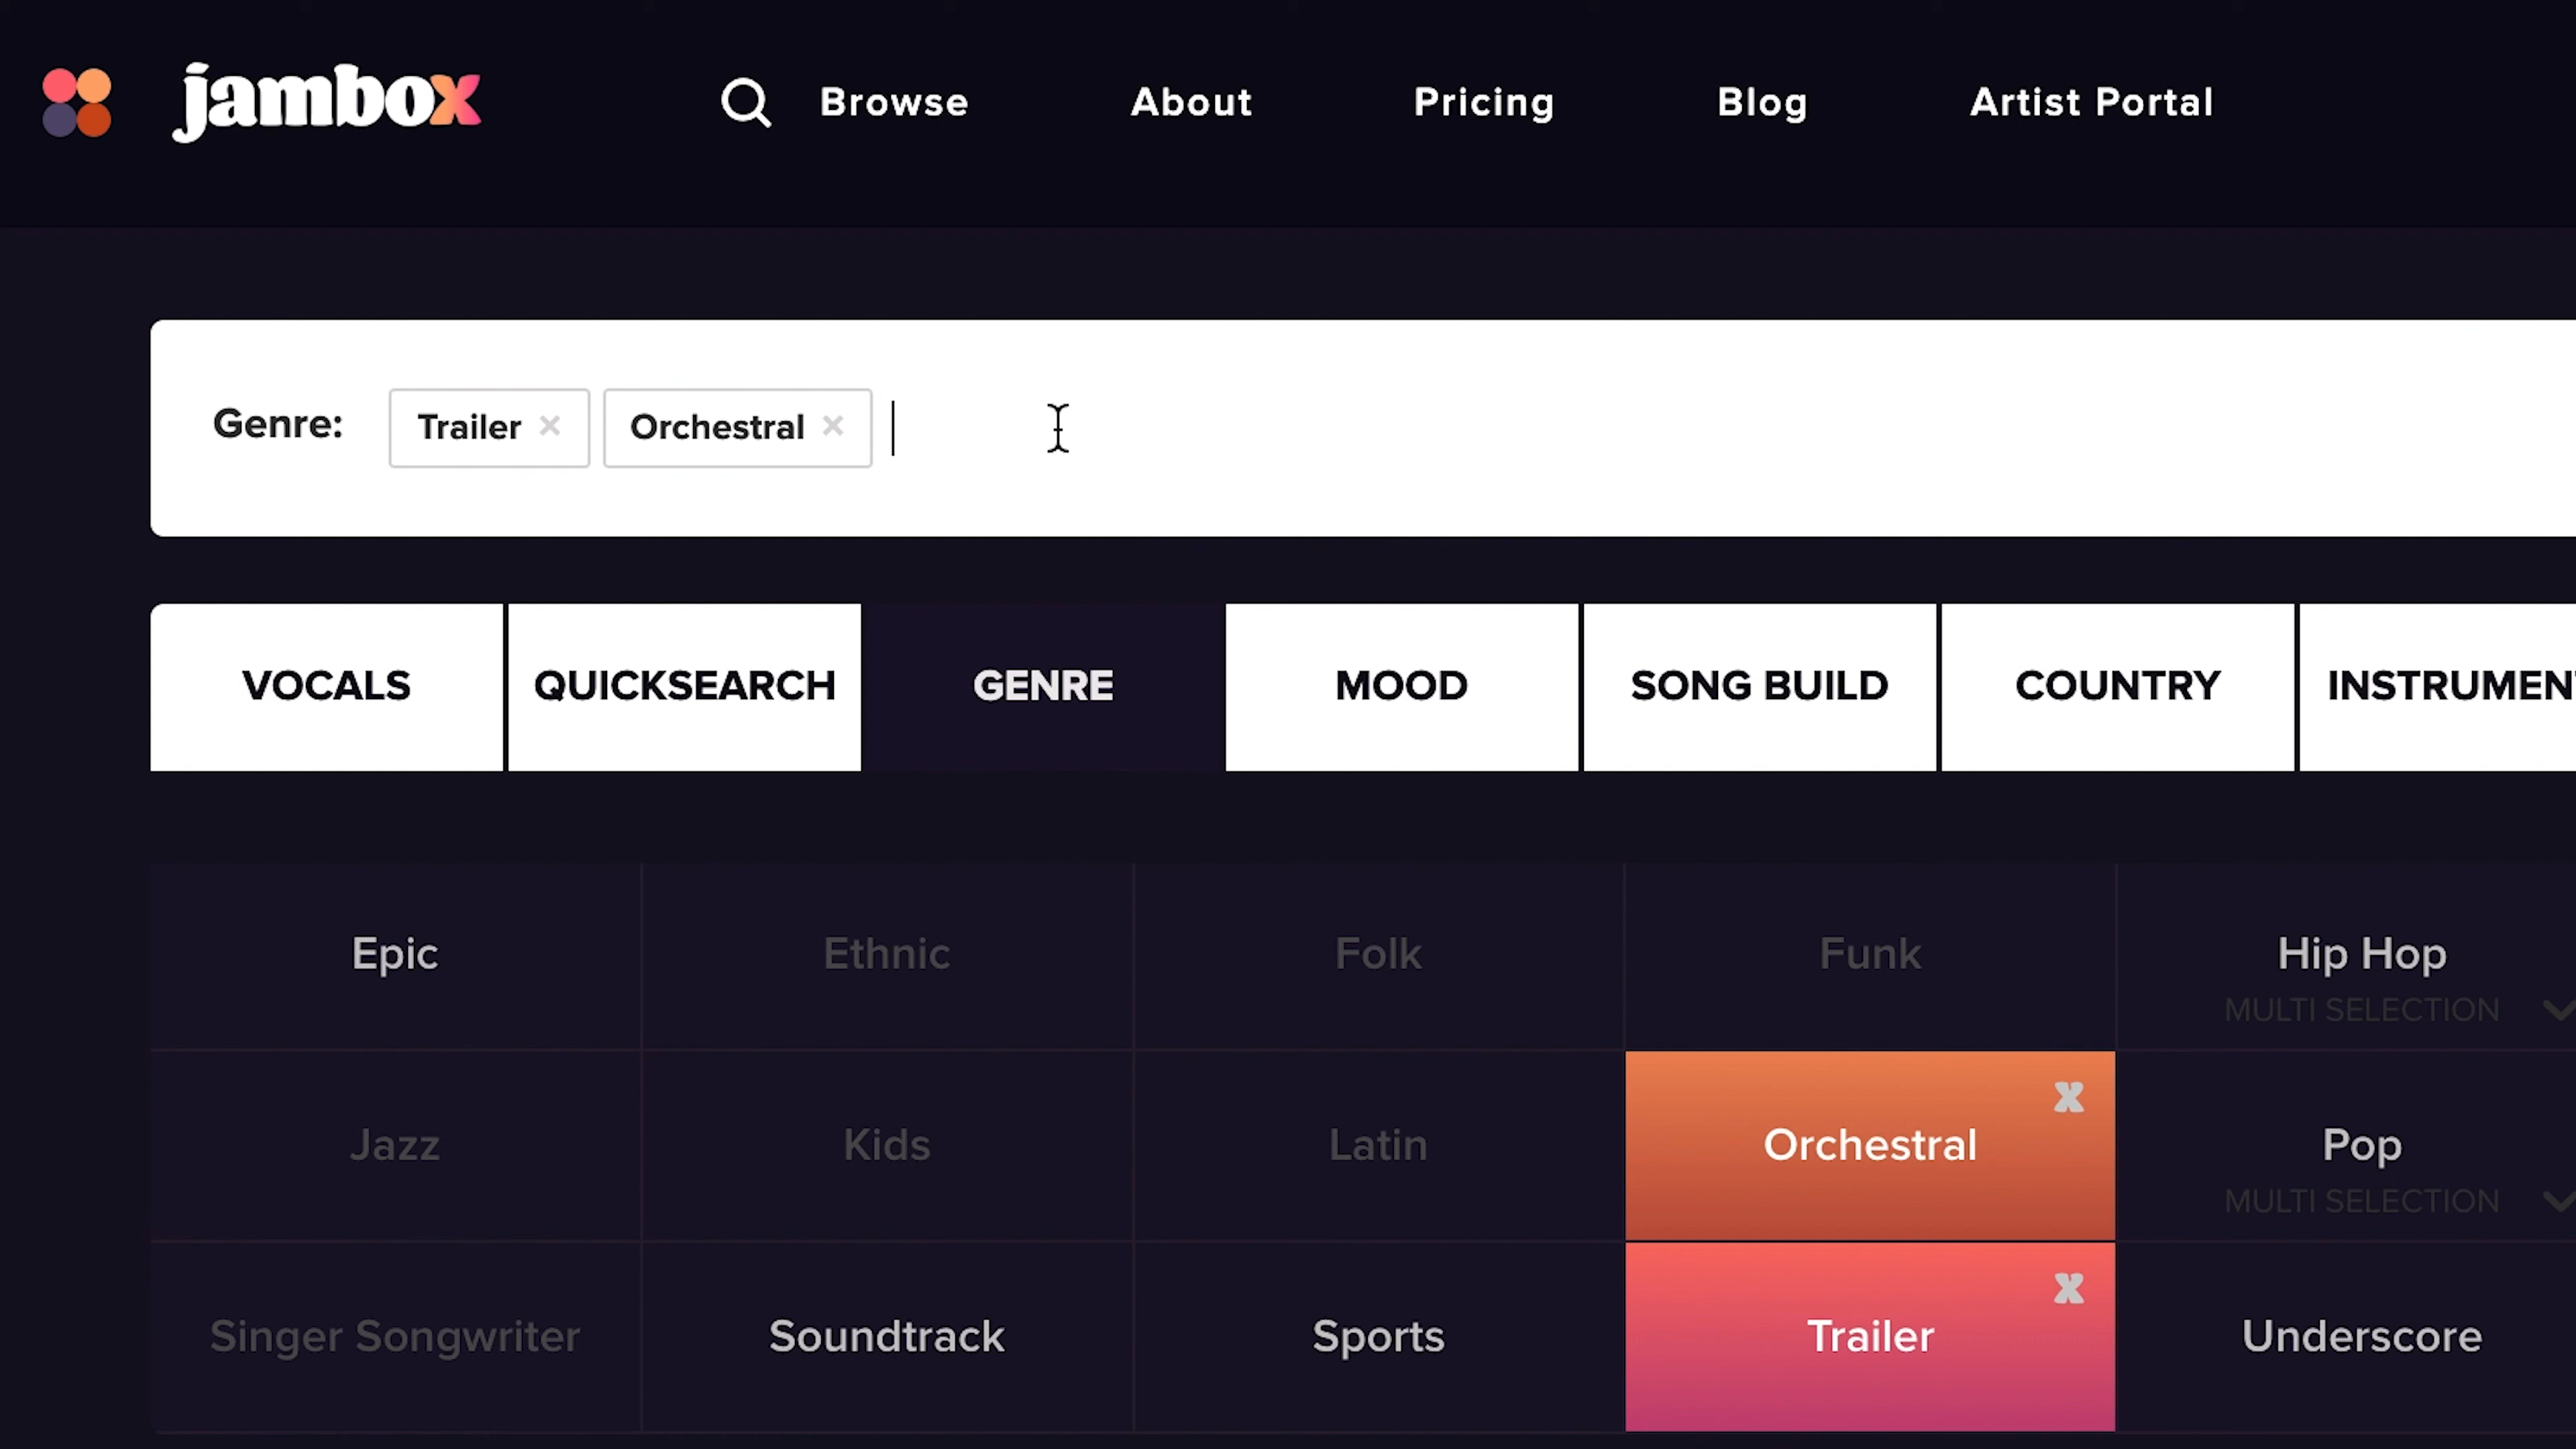 jambox Browse About Pricing Blog Artist Portal
Genre: Trailer × Orchestral ×
VOCALS QUICKSEARCH GENRE MOOD SONG BUILD COUNTRY INSTRUMEN
Epic Ethnic Folk Funk Hip Hop
MULTI SELECTION
Jazz Kids Latin Orchestral Pop
MULTI SELECTION
Singer Songwriter Soundtrack Sports Trailer Underscore